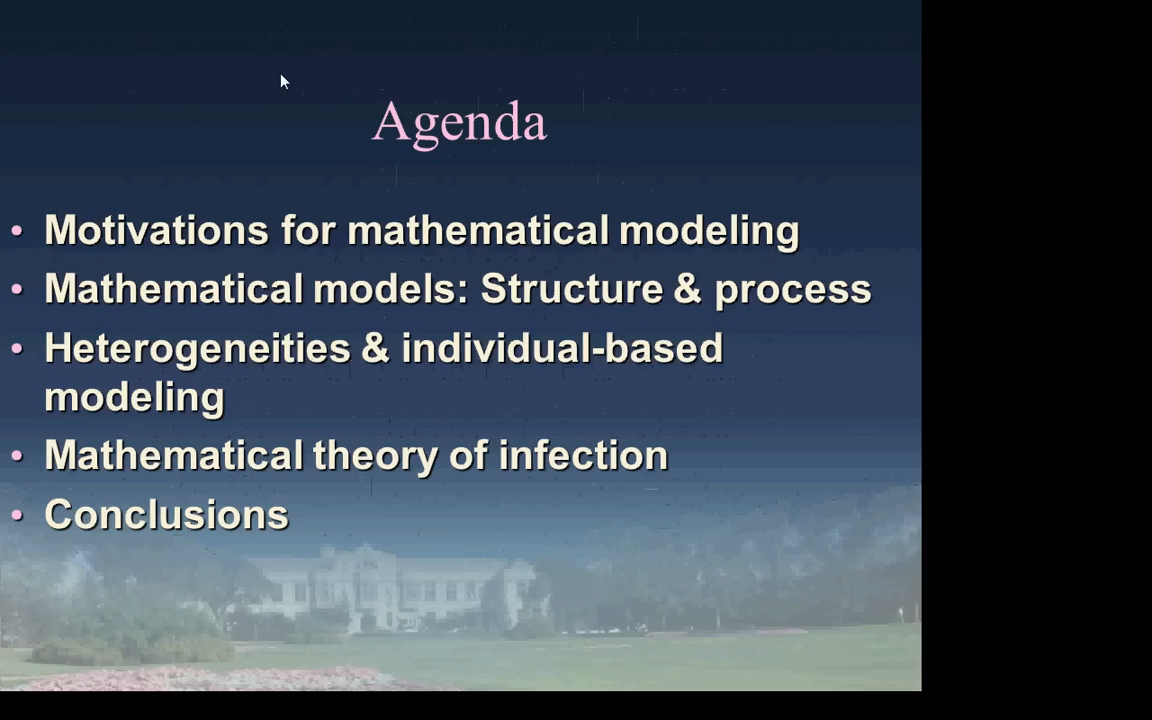 Agenda
• Motivations for mathematical modeling
• Mathematical models: Structure & process
• Heterogeneities & individual-based
modeling
• Mathematical theory of infection
• Conclusions